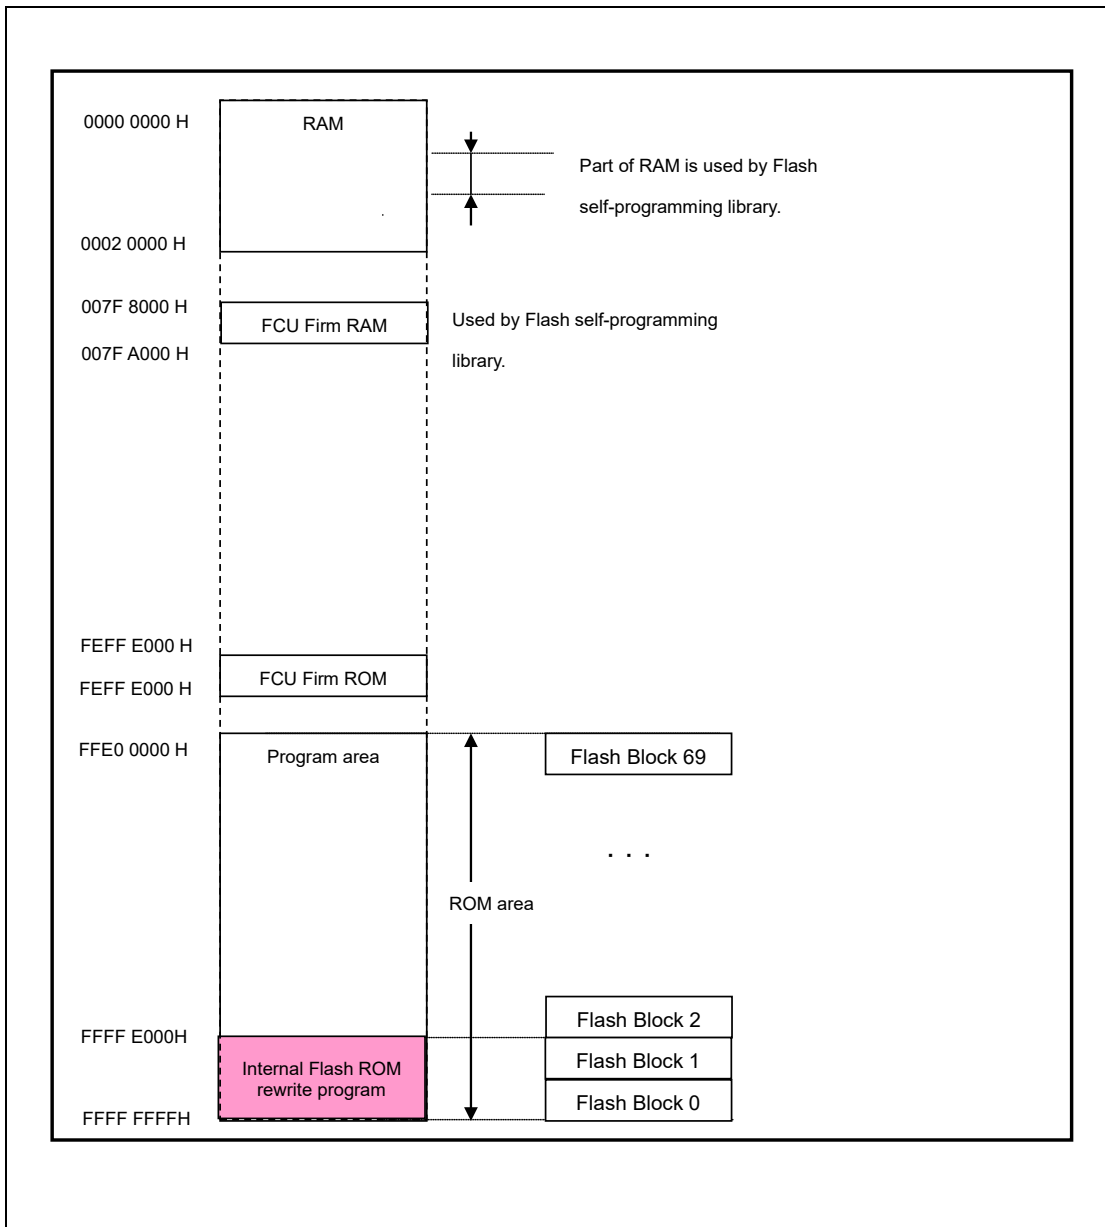 0000 0000 H
RAM
Part of RAM is used by Flash
self-programming library.
0002 0000 H
007F 8000 H
FCU Firm RAM
Used by Flash self-programming
007F A000 H
library.
FEFF E000 H
FCU Firm ROM
FEFF E000 H
FFE0 0000 H
Program area
Flash Block 69
. . .
ROM area
Flash Block 2
FFFF E000H
Flash Block 1
Internal Flash ROM
rewrite program
Flash Block 0
FFFF FFFFH